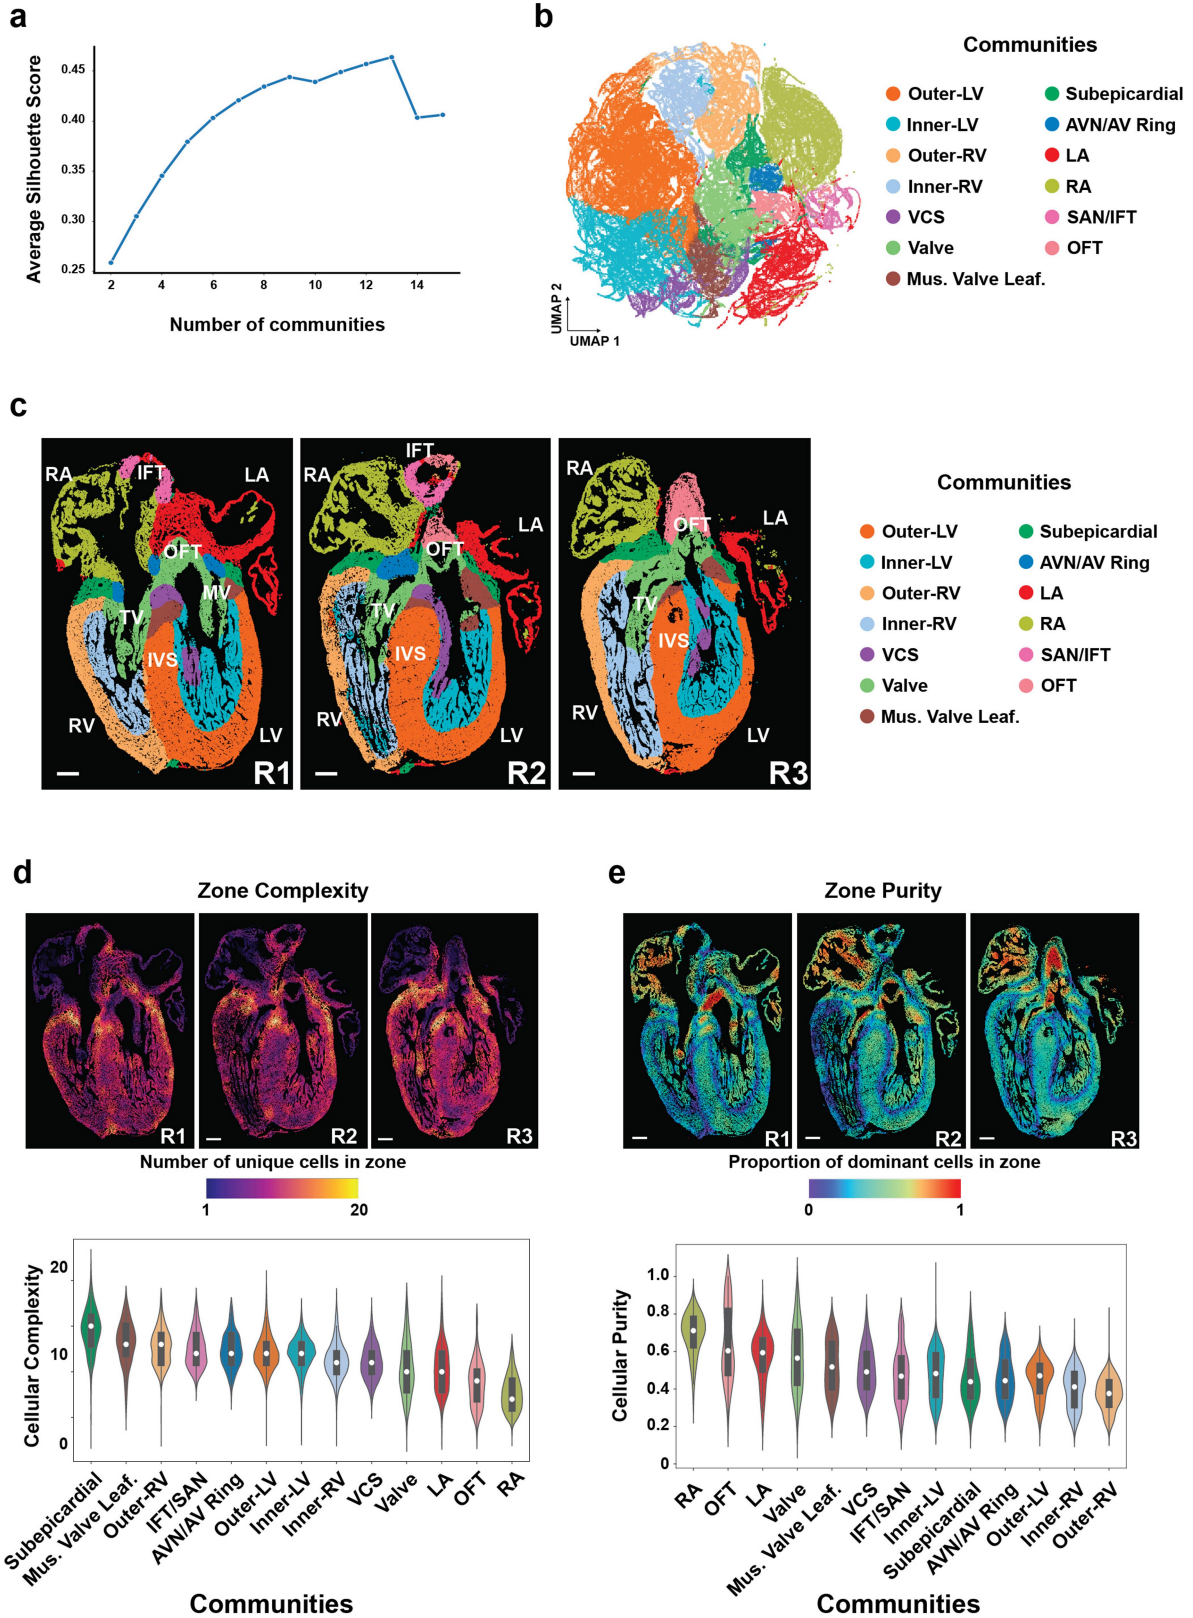 a
0.45
0.40
0.35
0.30
0.25
Average Silhouette Score
2 4 6 8 10 12 14
Number of communities
b
UMAP 2
UMAP 1
Communities
Outer-LV
Inner-LV
Outer-RV
Inner-RV
VCS
Valve
Mus. Valve Leaf.
Subepicardial
AVN/AV Ring
LA
RA
SAN/IFT
OFT
c
RA
IFT
LA
OFT
MV
TV
IVS
RV
LV
R1
IFT
RA
LA
OFT
TV
IVS
RV
LV
R2
RA
LA
OFT
TV
IVS
RV
LV
R3
Communities
Outer-LV
Inner-LV
Outer-RV
Inner-RV
VCS
Valve
Mus. Valve Leaf.
Subepicardial
AVN/AV Ring
LA
RA
SAN/IFT
OFT
d
Zone Complexity
R1
R2
R3
Number of unique cells in zone
1
20
Cellular Complexity
20
10
0
Subepicardial
Mus. Valve Leaf.
Outer-RV
IFT/SAN
AVN/AV Ring
Outer-LV
Inner-LV
Inner-RV
VCS
Valve
LA
OFT
RA
Communities
e
Zone Purity
R1
R2
R3
Proportion of dominant cells in zone
0
1
Cellular Purity
1.0
0.8
0.6
0.4
0.2
0
RA
OFT
LA
Valve
Mus. Valve Leaf.
VCS
IFT/SAN
Inner-LV
Subepicardial
AVN/AV Ring
Outer-LV
Inner-RV
Outer-RV
Communities